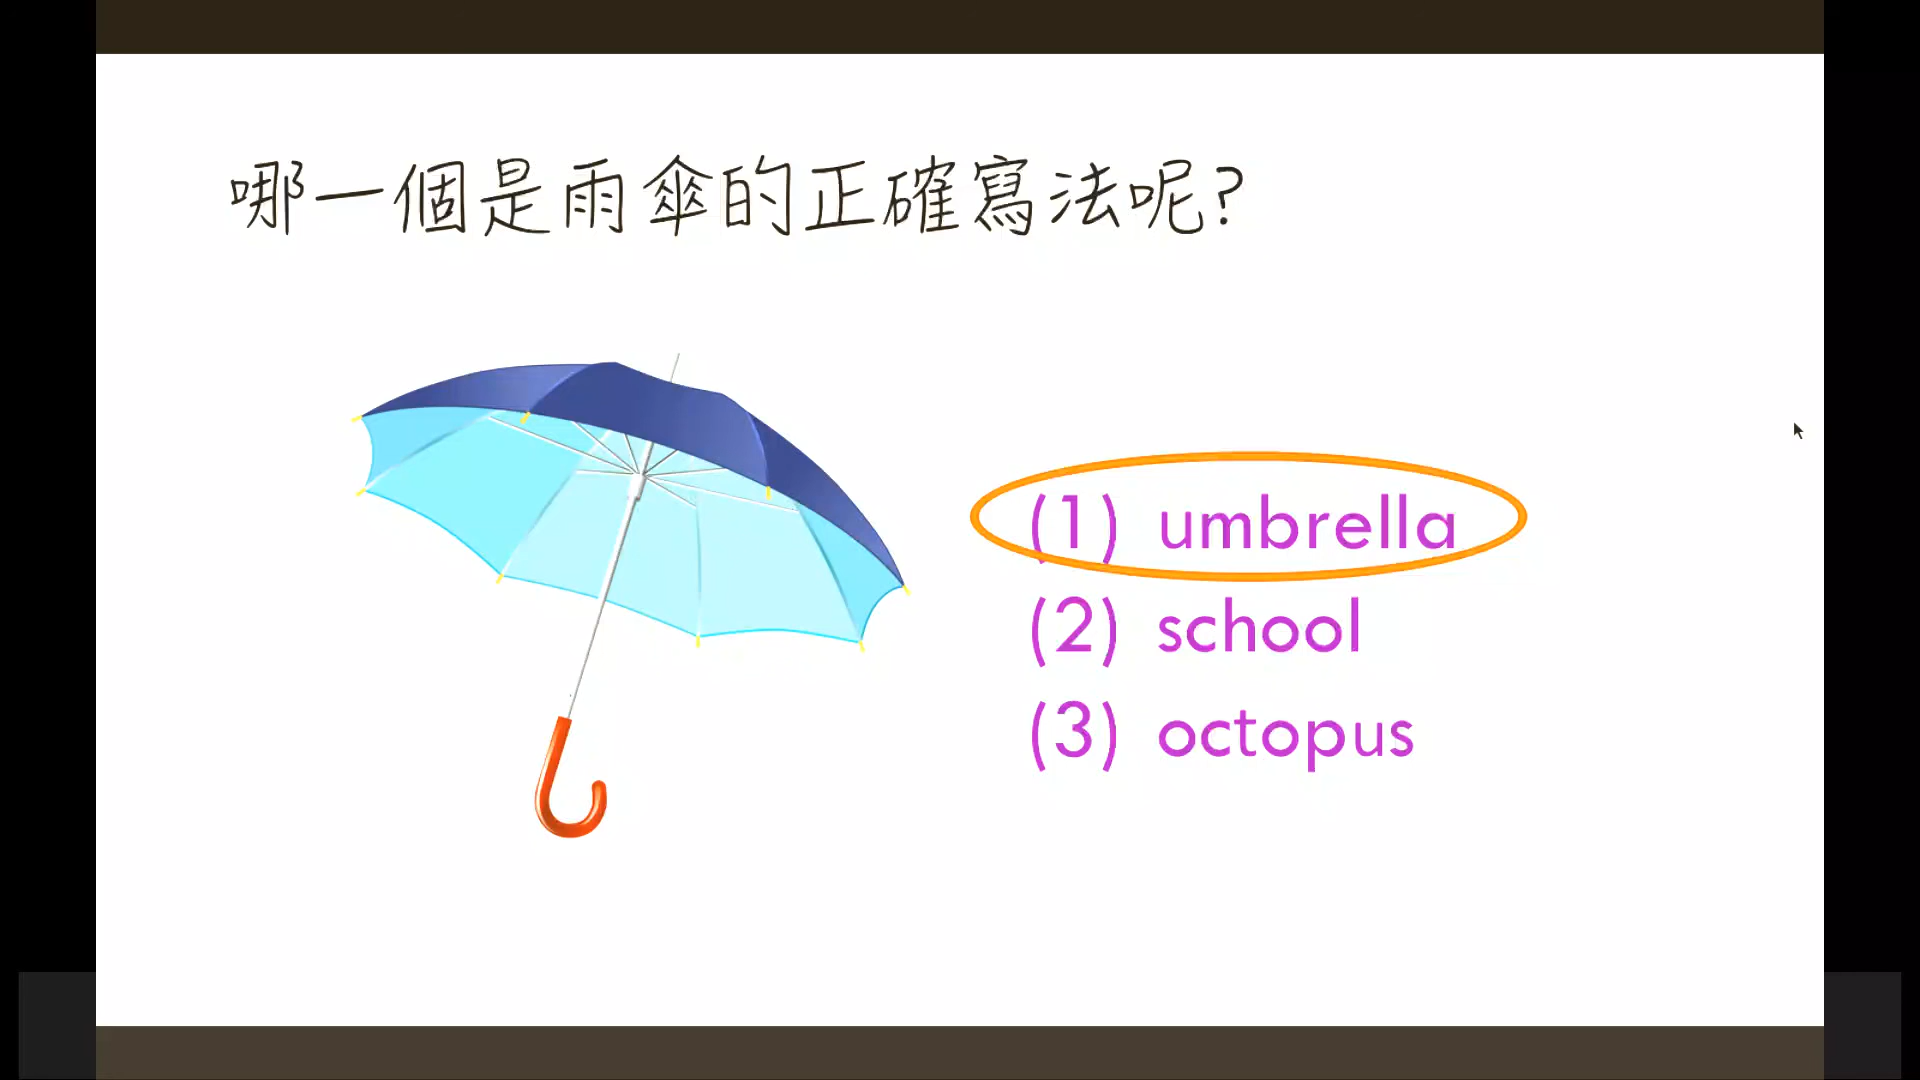 哪一個是雨傘的正確寫法呢?
(1) umbrella
(2) school
(3) octopus